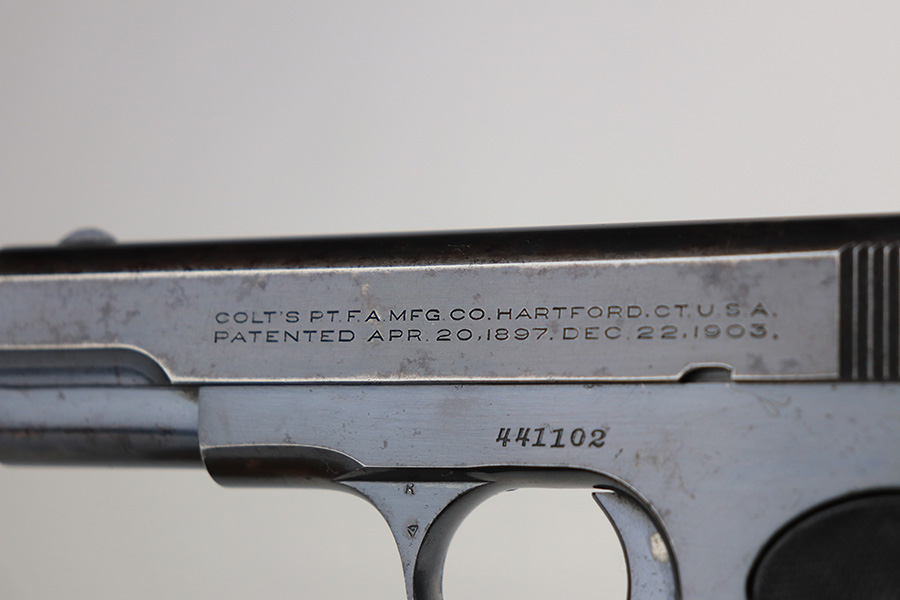 COLT'S PT. F.A. MFG. CO. HARTFORD. CT. U.S.A.
PATENTED APR. 20, 1897. DEC. 22, 1903.
441102
R